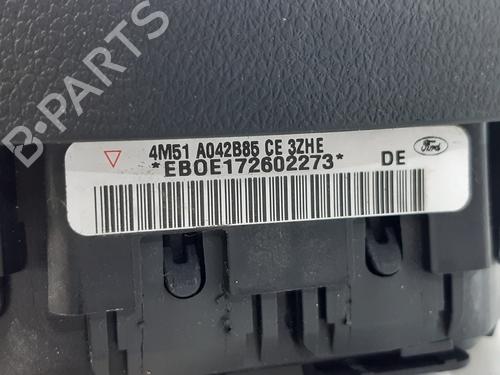 4M51 A042B85 CE 3ZHE
*EB0E172602273*
DE
Ford
B-PARTS